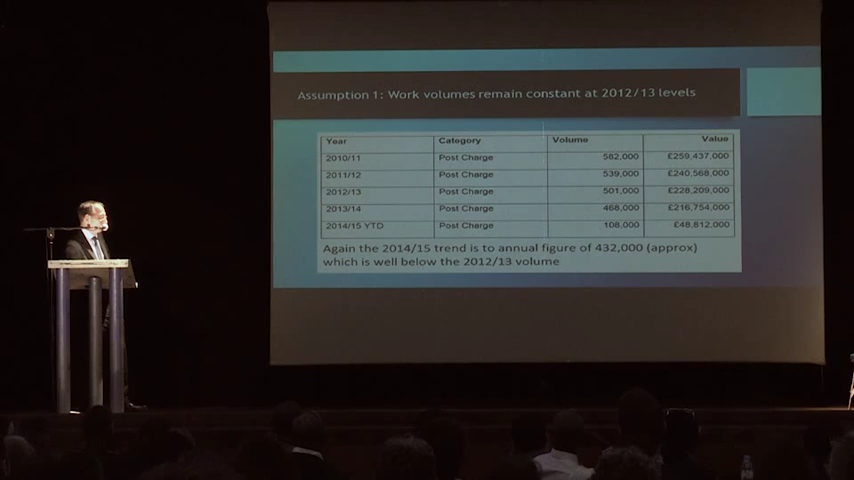 Assumption 1: Work volumes remain constant at 2012/13 levels
Year Category Volume Value
2010/11 Post Charge 582,000 £259,437,000
2011/12 Post Charge 539,000 £240,568,000
2012/13 Post Charge 501,000 £228,209,000
2013/14 Post Charge 468,000 £216,754,000
2014/15 YTD Post Charge 108,000 £48,812,000
Again the 2014/15 trend is to annual figure of 432,000 (approx)
which is well below the 2012/13 volume